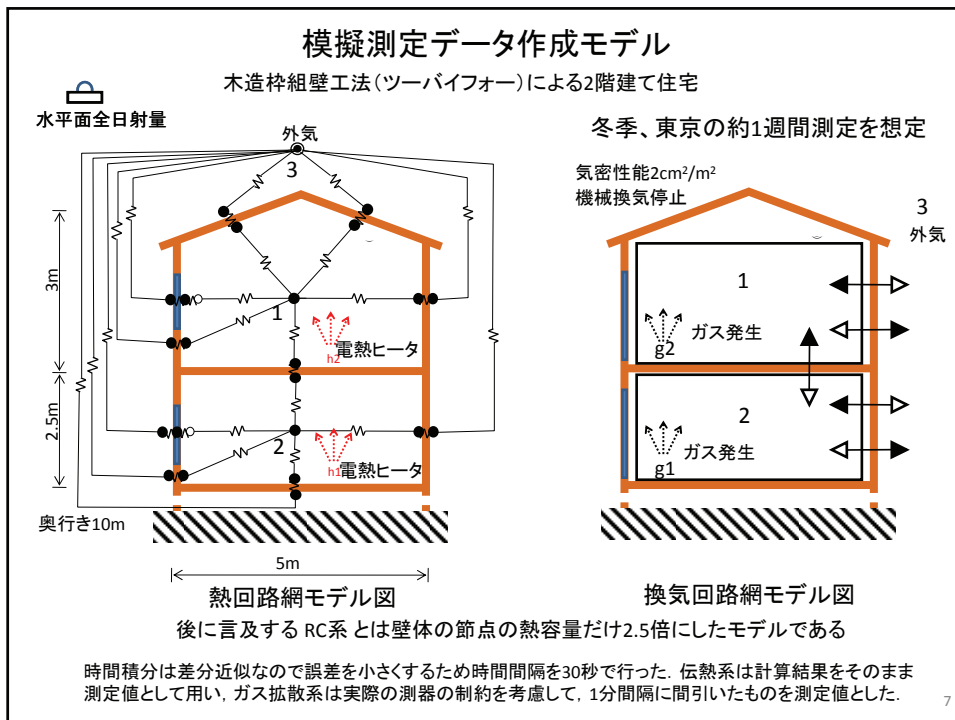 模擬測定データ作成モデル
木造枠組壁工法（ツーバイフォー）による2階建て住宅
水平面全日射量
外気
3
冬季、東京の約1週間測定を想定
気密性能2cm²/m²
機械換気停止
3
外気
3m
1
h2
電熱ヒータ
2.5m
2
h1
電熱ヒータ
奥行き10m
5m
熱回路網モデル図
1
g2
ガス発生
2
g1
ガス発生
換気回路網モデル図
後に言及する RC系 とは壁体の節点の熱容量だけ2.5倍にしたモデルである
時間積分は差分近似なので誤差を小さくするため時間間隔を30秒で行った．伝熱系は計算結果をそのまま
測定値として用い，ガス拡散系は実際の測器の制約を考慮して，1分間隔に間引いたものを測定値とした．
7